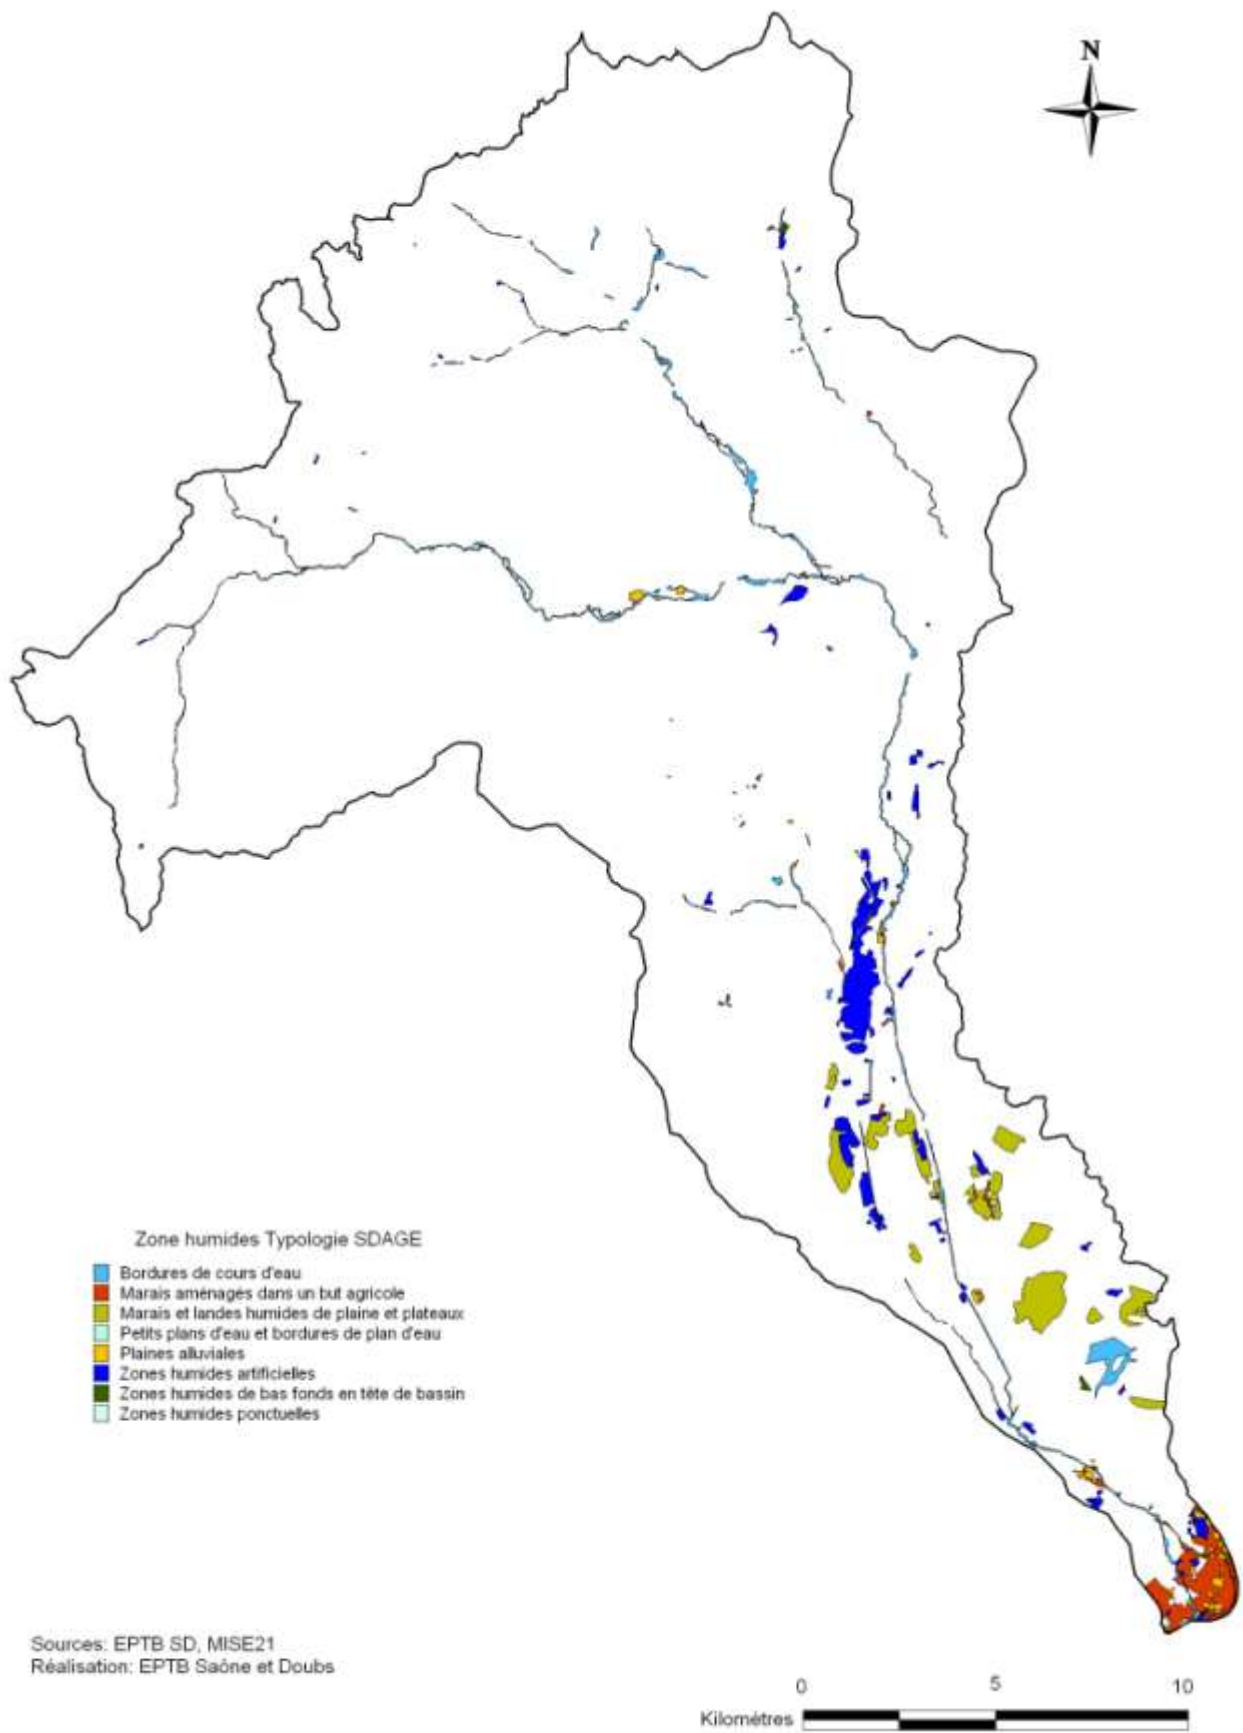 N
Zone humides Typologie SDAGE
Bordures de cours d'eau
Marais aménagés dans un but agricole
Marais et landes humides de plaine et plateaux
Petits plans d'eau et bordures de plan d'eau
Plaines alluviales
Zones humides artificielles
Zones humides de bas fonds en tête de bassin
Zones humides ponctuelles
Sources: EPTB SD, MISE21
Réalisation: EPTB Saône et Doubs
0 5 10
Kilomètres